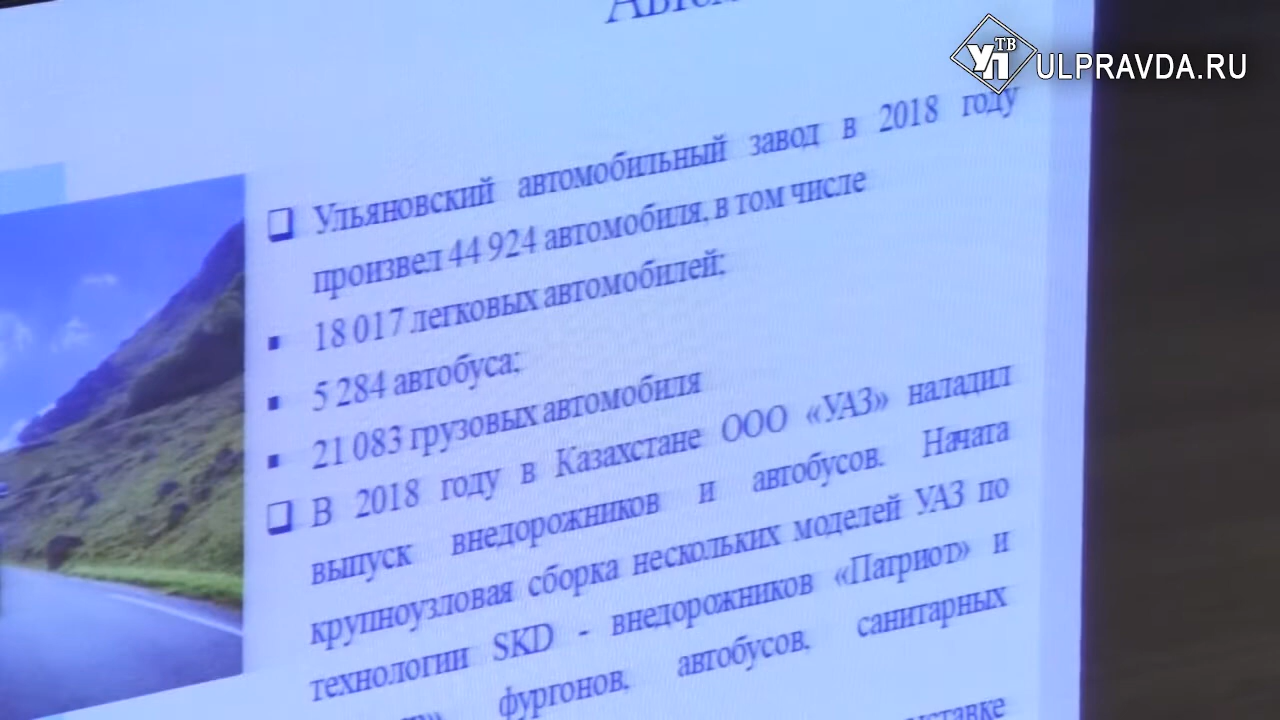 УП ТВ ULPRAVDA.RU
Ульяновский автомобильный завод в 2018 году
произвел 44 924 автомобиля, в том числе
18 017 легковых автомобилей;
5 284 автобуса;
21 083 грузовых автомобиля
В 2018 году в Казахстане ООО «УАЗ» наладил
выпуск внедорожников и автобусов. Начата
крупноузловая сборка нескольких моделей УАЗ по
технологии SKD - внедорожников «Патриот» и
фургонов, автобусов, санитарных